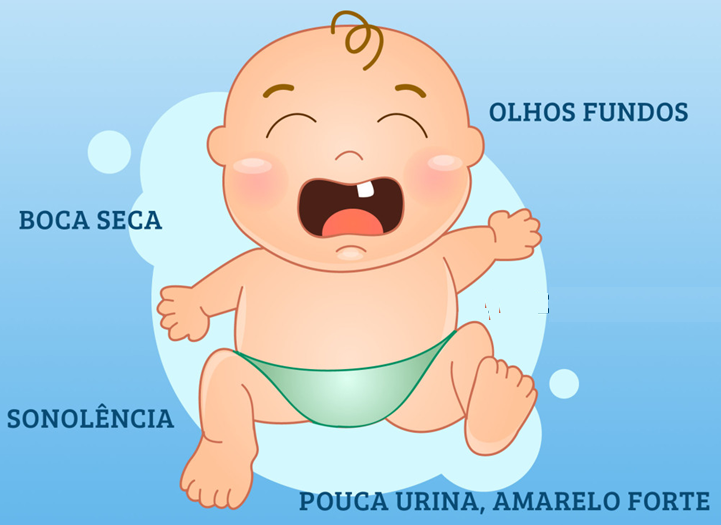 OLHOS FUNDOS
BOCA SECA
SONOLÊNCIA
POUCA URINA, AMARELO FORTE